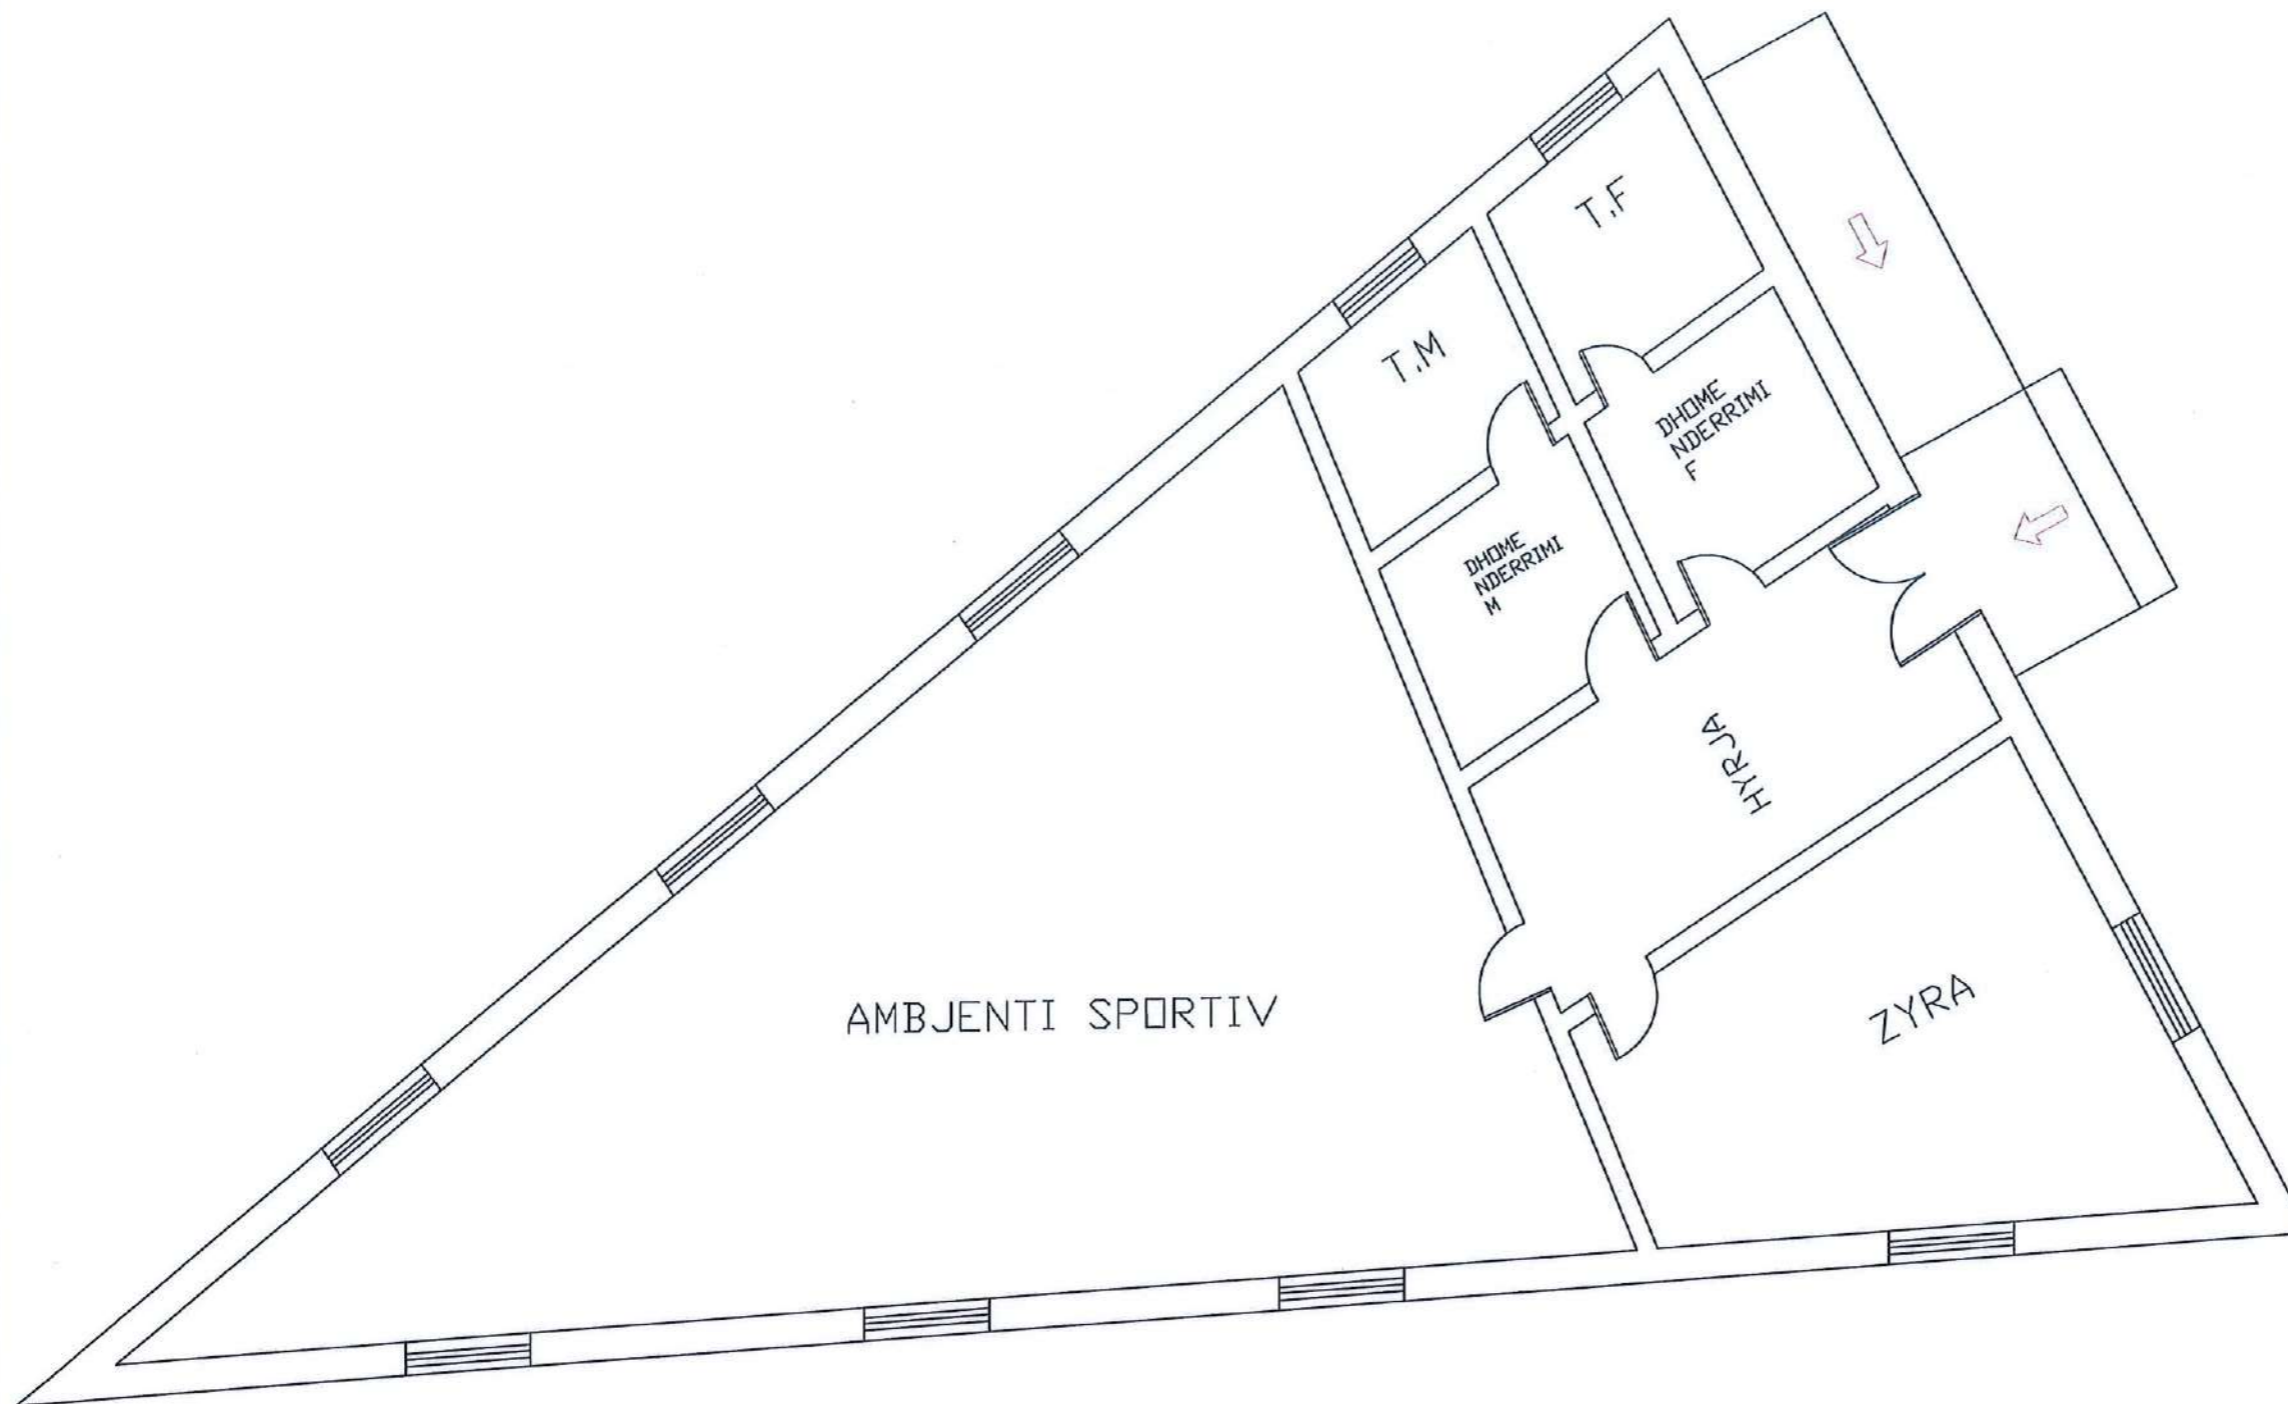 T.F
T.M
DHOME
NDERRIMI
F
DHOME
NDERRIMI
M
HYRJA
AMBJENTI SPORTIV
ZYRA